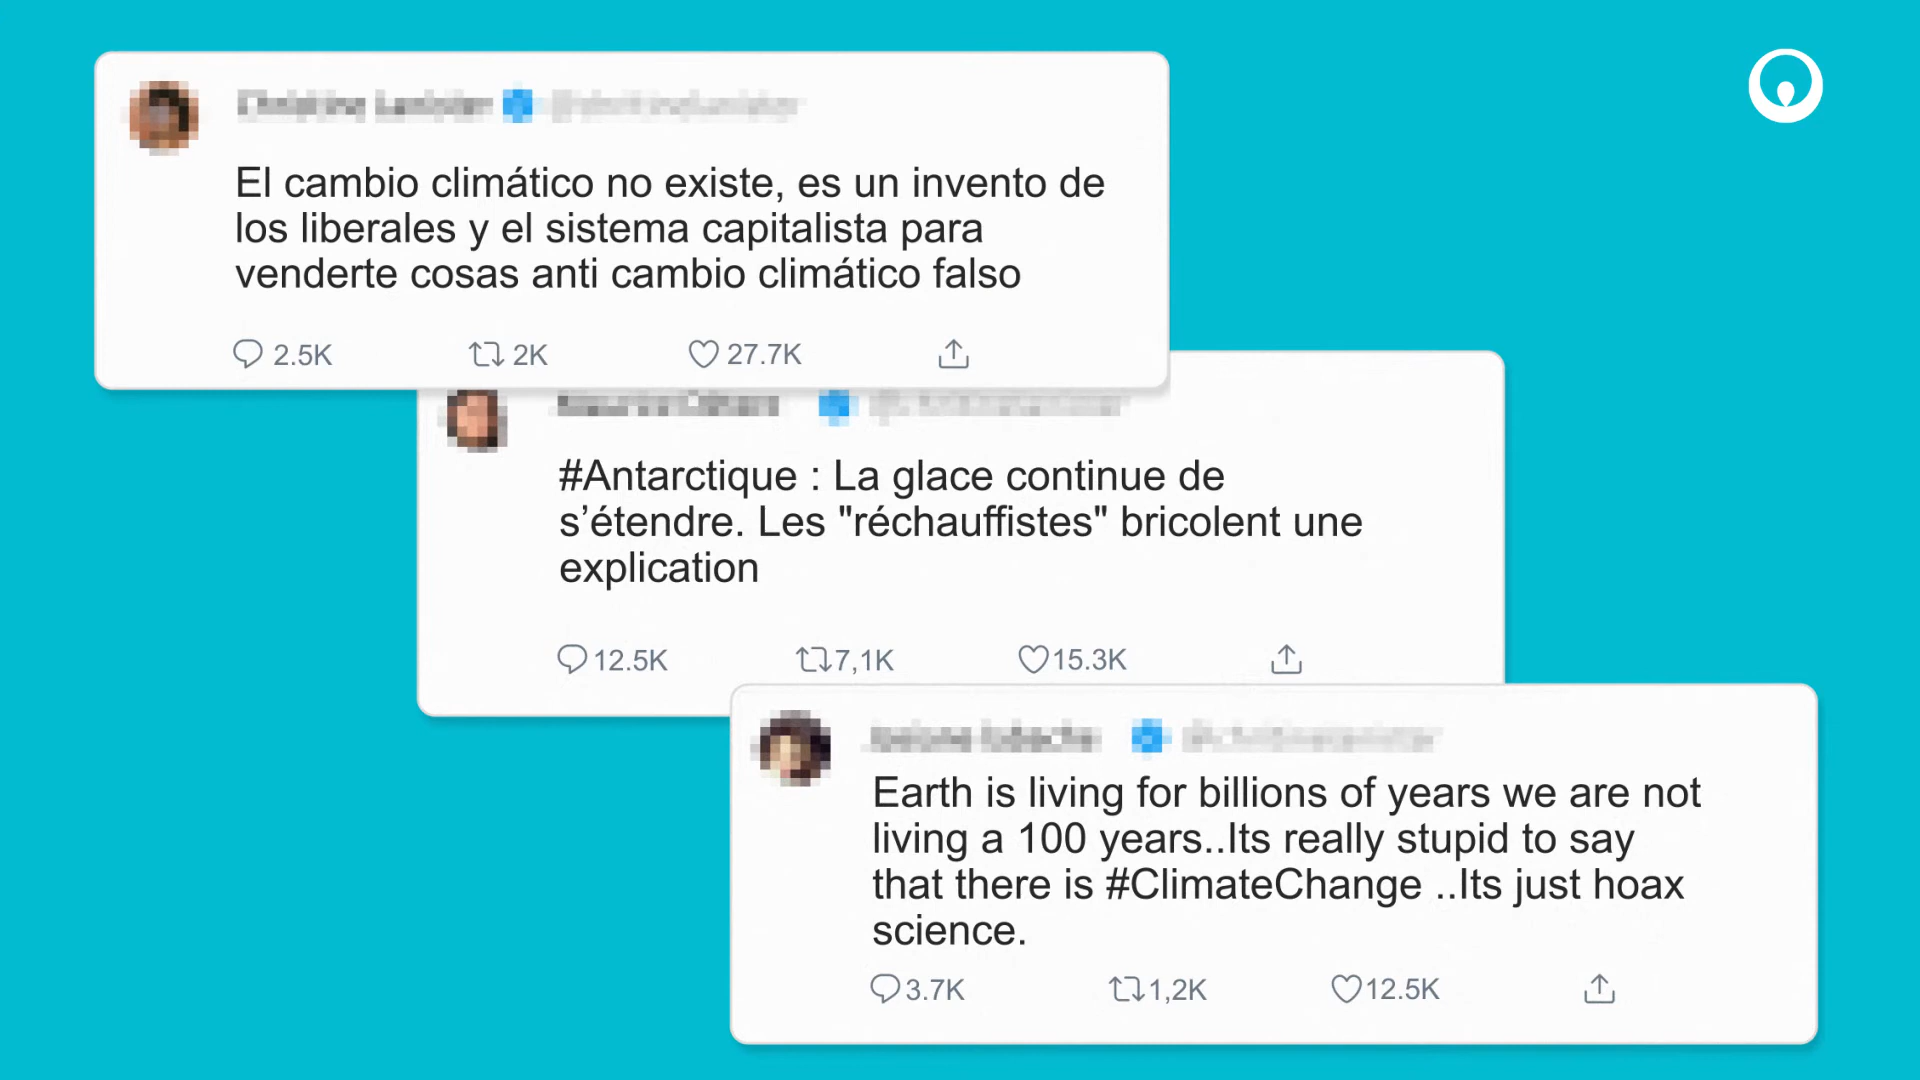 El cambio climático no existe, es un invento de
los liberales y el sistema capitalista para
venderte cosas anti cambio climático falso
2.5K 2K 27.7K
#Antarctique : La glace continue de
s’étendre. Les "réchauffistes" bricolent une
explication
12.5K 7,1K 15.3K
Earth is living for billions of years we are not
living a 100 years..Its really stupid to say
that there is #ClimateChange ..Its just hoax
science.
3.7K 1,2K 12.5K